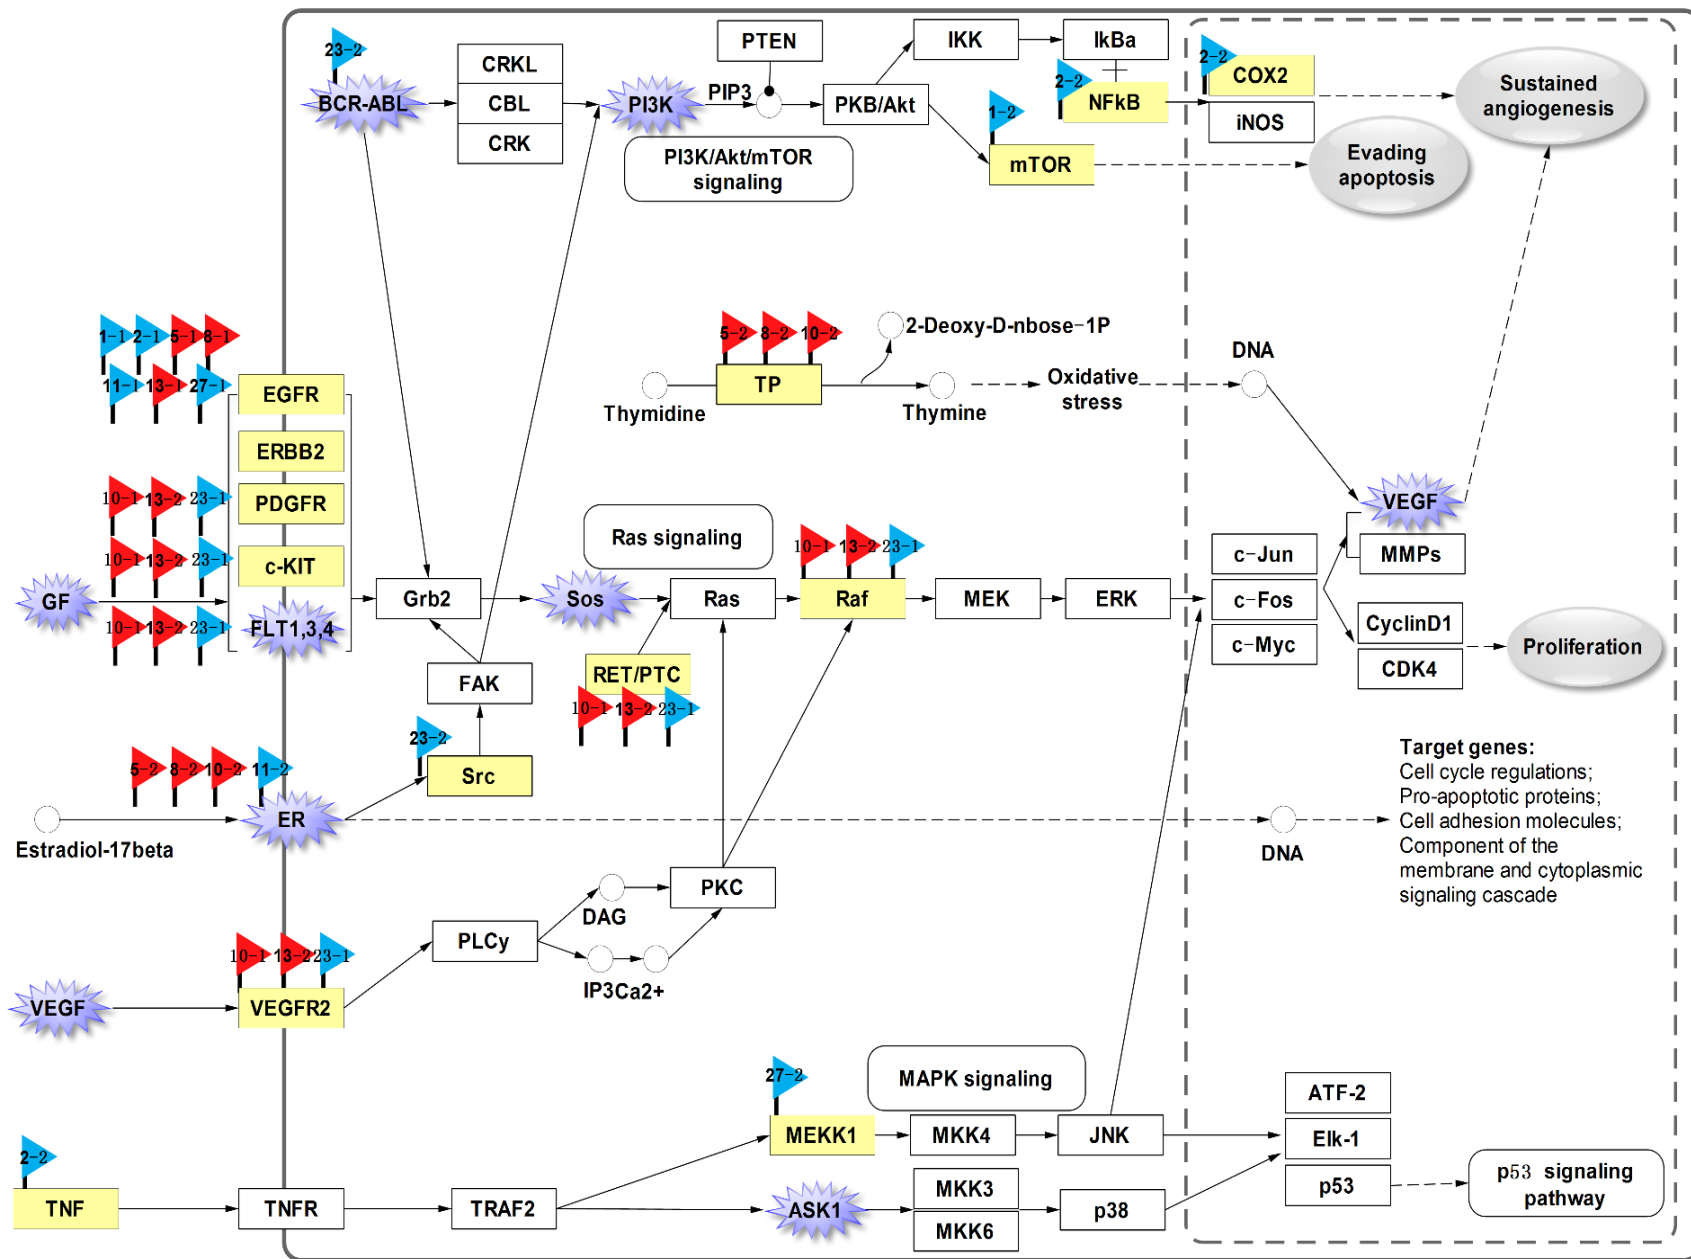 23-2
BCR-ABL
CRKL
CBL
CRK
PTEN
PI3K
PIP3
PKB/Akt
IKK
IkBa
2-2
NFkB
1-2
mTOR
2-2
COX2
iNOS
Sustained
angiogenesis
Evading
apoptosis
PI3K/Akt/mTOR
signaling
1-1 2-1 5-1 8-1
11-1 13-1 27-1
EGFR
ERBB2
10-1 13-2 23-1
PDGFR
10-1 13-2 23-1
c-KIT
GF
10-1 13-2 23-1
FLT1,3,4
5-2 8-2 10-2
TP
Thymidine
2-Deoxy-D-nbose-1P
Thymine
Oxidative
stress
DNA
VEGF
MMPs
Ras signaling
Grb2
Sos
Ras
10-1 13-2 23-1
Raf
MEK
ERK
c-Jun
c-Fos
c-Myc
CyclinD1
CDK4
Proliferation
RET/PTC
10-1 13-2 23-1
FAK
23-2
Src
5-2 8-2 10-2 11-2
ER
Estradiol-17beta
DNA
Target genes:
Cell cycle regulations;
Pro-apoptotic proteins;
Cell adhesion molecules;
Component of the
membrane and cytoplasmic
signaling cascade
PKC
DAG
PLCy
IP3Ca2+
10-1 13-2 23-1
VEGF
VEGFR2
MAPK signaling
27-2
MEKK1
MKK4
JNK
ATF-2
Elk-1
p53
p53 signaling
pathway
2-2
TNF
TNFR
TRAF2
ASK1
MKK3
MKK6
p38